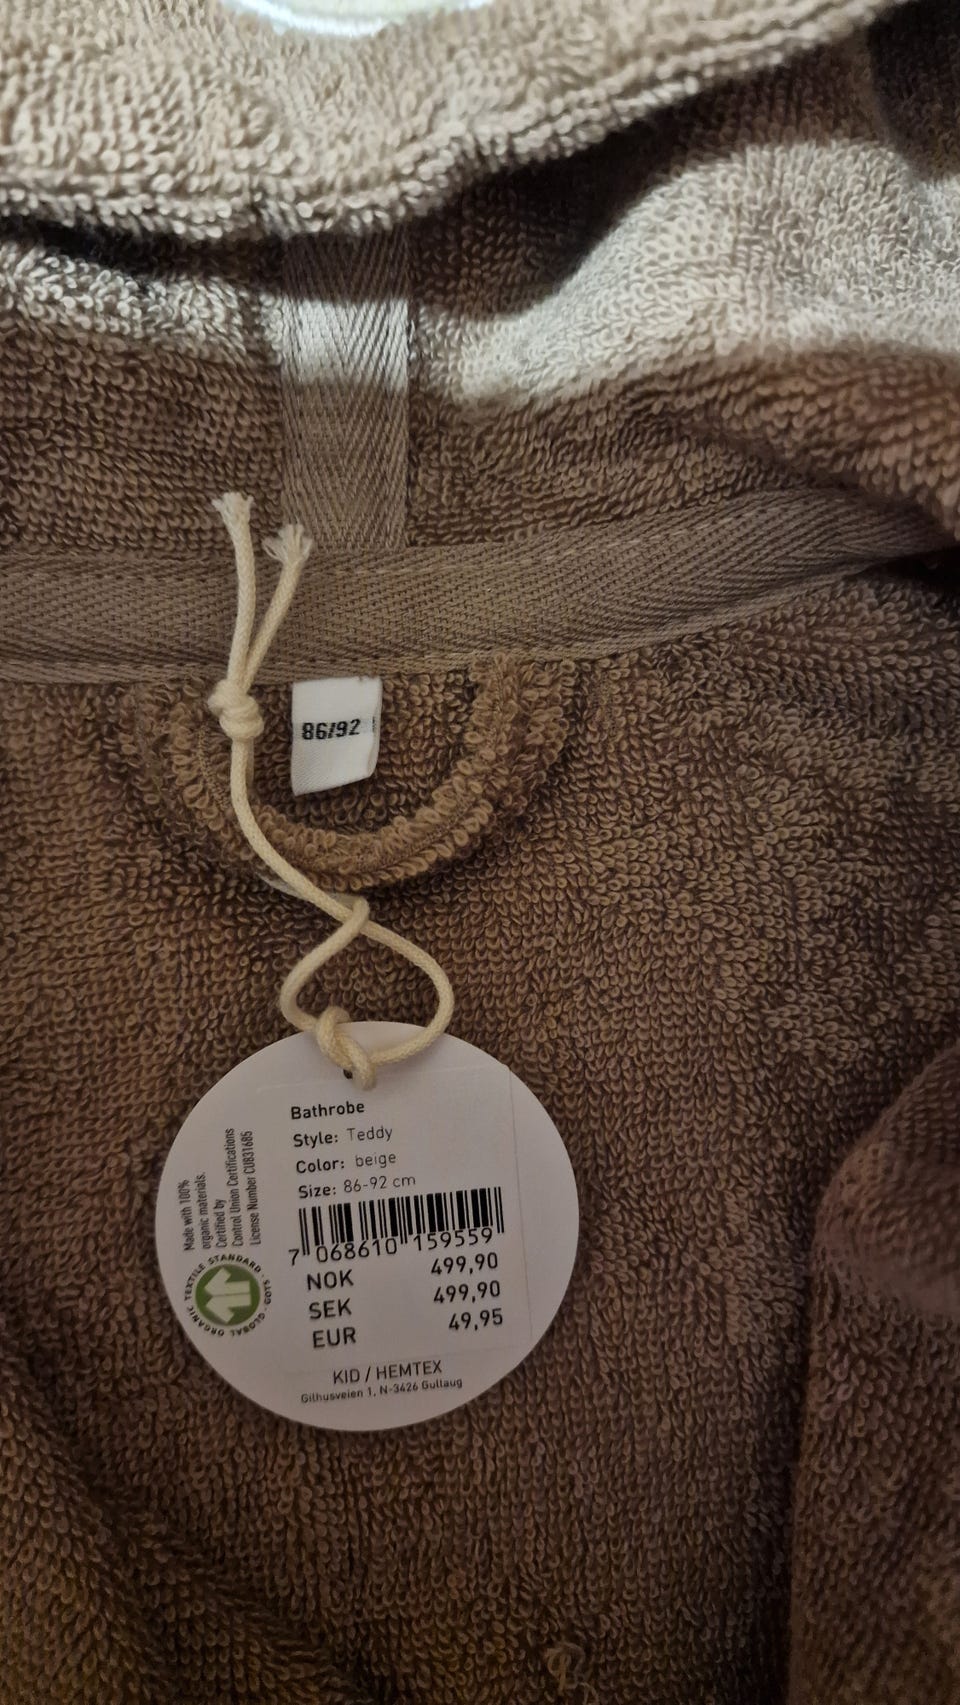 86/92
Bathrobe
Style: Teddy
Color: beige
Size: 86-92 cm
7 068610 159559
NOK 499,90
SEK 499,90
EUR 49,95
KID / HEMTEX
Gilhusveien 1, N-3426 Gullaug
Made with 100%
organic materials.
Certified by
Control Union Certifications
License Number CU831685
GLOBAL ORGANIC TEXTILE STANDARD · GOTS ·